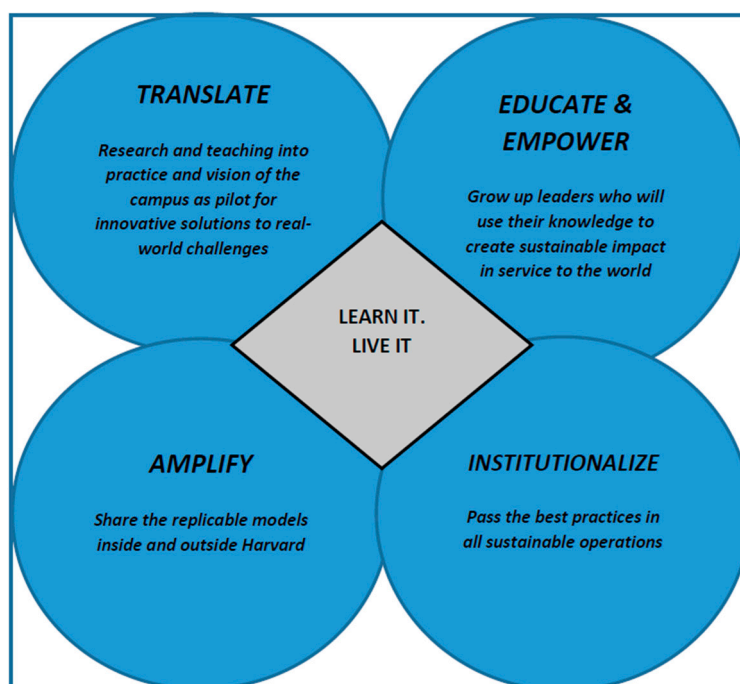 TRANSLATE
Research and teaching into
practice and vision of the
campus as pilot for
innovative solutions to real-
world challenges
EDUCATE &
EMPOWER
Grow up leaders who will
use their knowledge to
create sustainable impact
in service to the world
LEARN IT.
LIVE IT
AMPLIFY
Share the replicable models
inside and outside Harvard
INSTITUTIONALIZE
Pass the best practices in
all sustainable operations